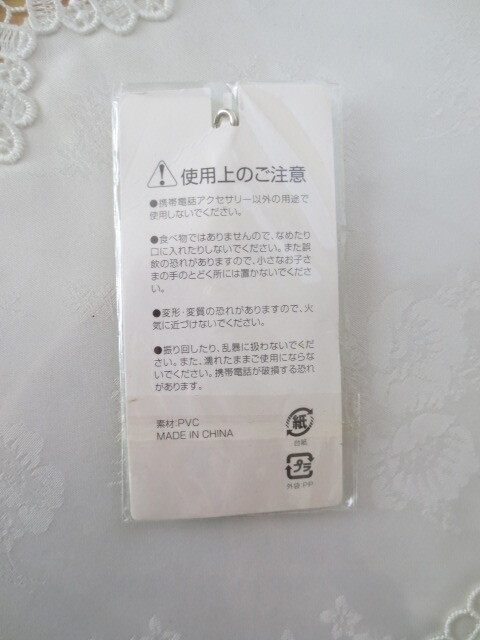 使用上のご注意
●携帯電話アクセサリー以外の用途で
使用しないでください。
●食べ物ではありませんので、なめたり
口に入れたりしないでください。また誤
飲の恐れがありますので、小さなお子さ
まの手のとどく所には置かないでくださ
い。
●変形・変質の恐れがありますので、火
気に近づけないでください。
●振り回したり、乱暴に扱わないでくだ
さい。また、濡れたままご使用にならな
いでください。携帯電話が破損する恐れ
があります。
素材:PVC
MADE IN CHINA
紙
台紙
プラ
外袋 PP